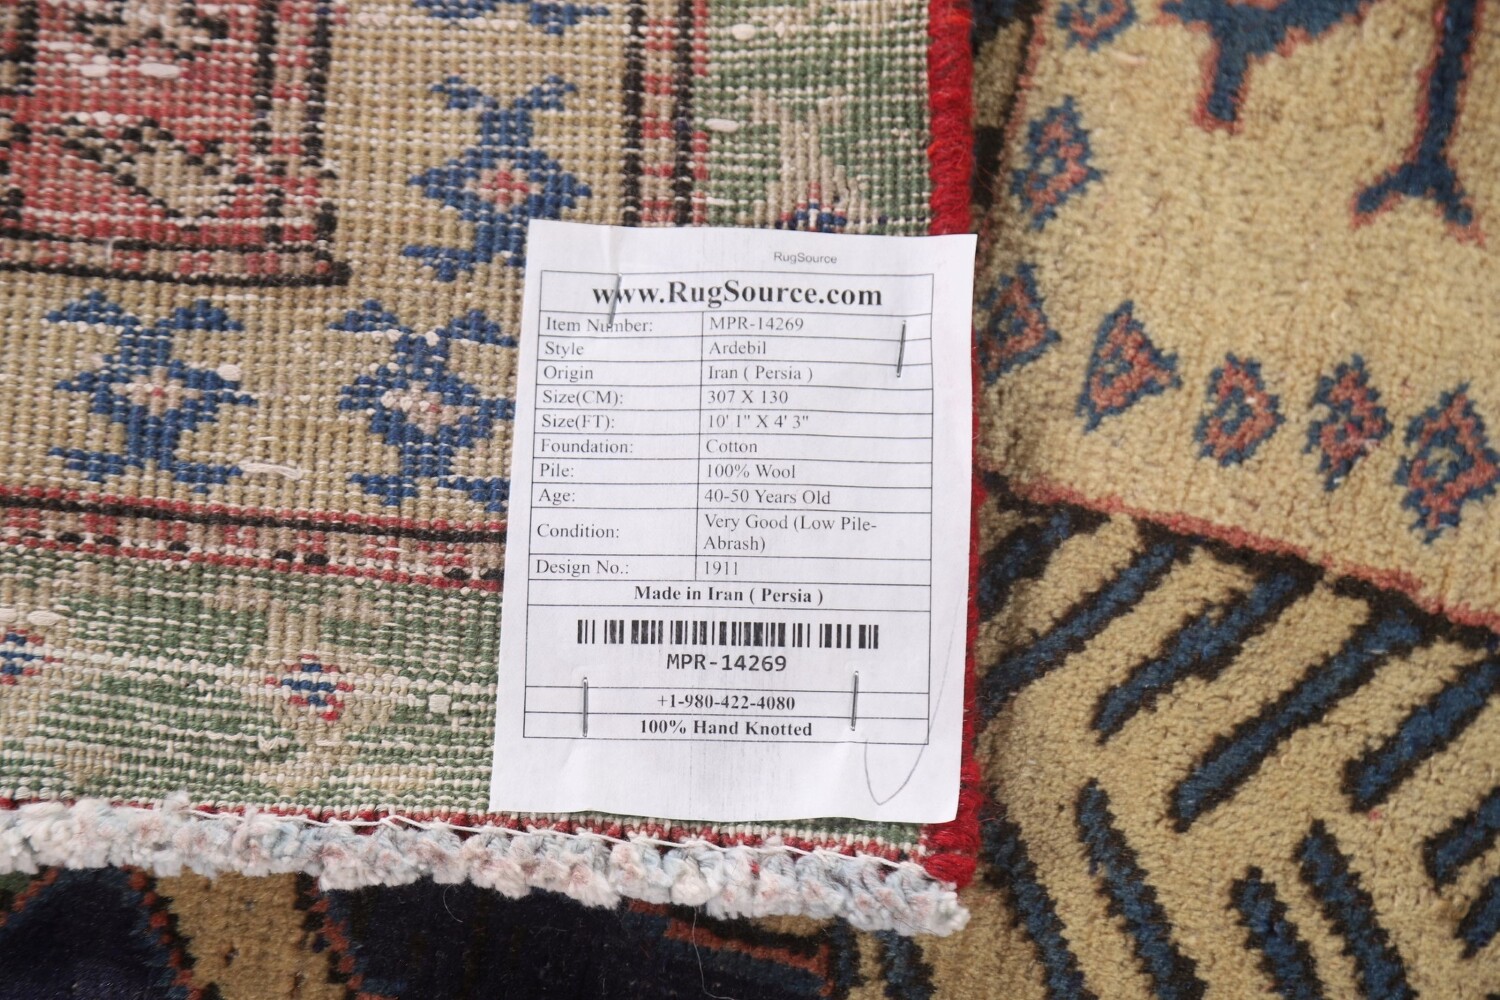 RugSource
www.RugSource.com
Item Number: MPR-14269
Style Ardebil
Origin Iran ( Persia )
Size(CM): 307 X 130
Size(FT): 10' 1" X 4' 3"
Foundation: Cotton
Pile: 100% Wool
Age: 40-50 Years Old
Condition: Very Good (Low Pile-
Abrash)
Design No.: 1911
Made in Iran ( Persia )
MPR-14269
+1-980-422-4080
100% Hand Knotted